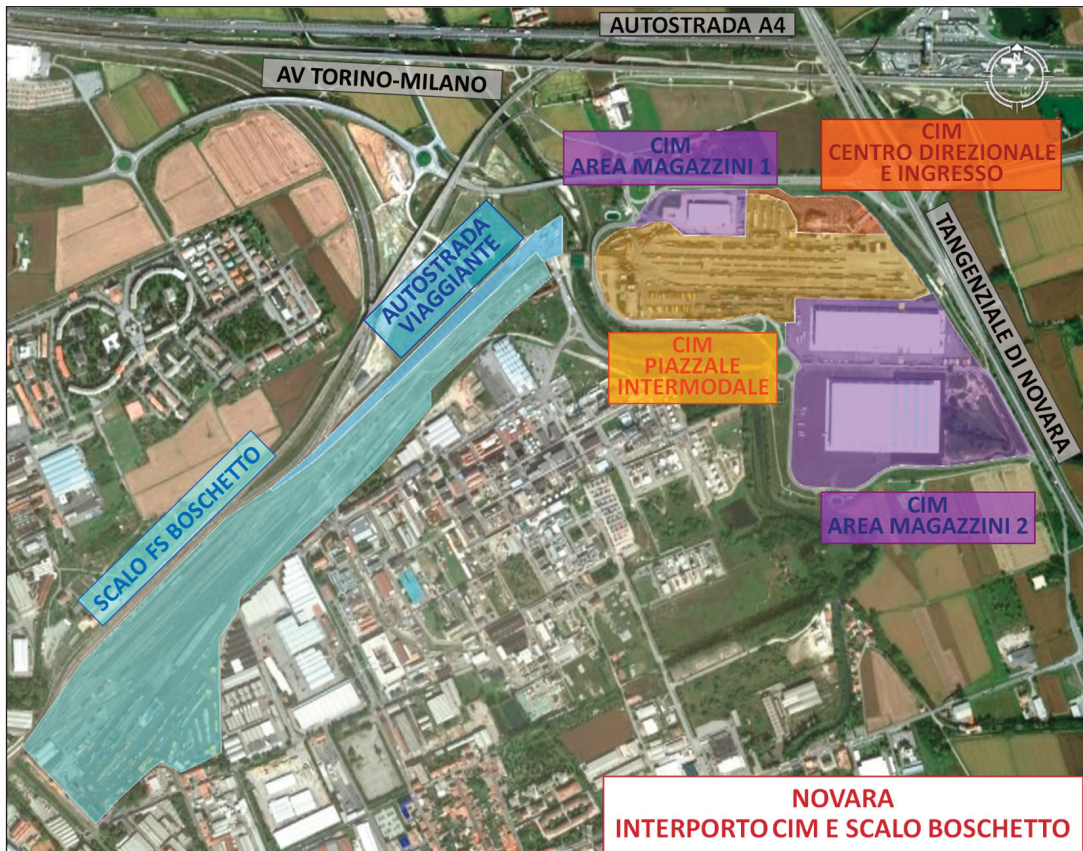 AUTOSTRADA A4
AV TORINO-MILANO
N
CIM
AREA MAGAZZINI 1
CIM
CENTRO DIREZIONALE
E INGRESSO
AUTOSTRADA
VIAGGIANTE
TANGENZIALE DI NOVARA
CIM
PIAZZALE
INTERMODALE
SCALO FS BOSCHETTO
CIM
AREA MAGAZZINI 2
NOVARA
INTERPORTO CIM E SCALO BOSCHETTO